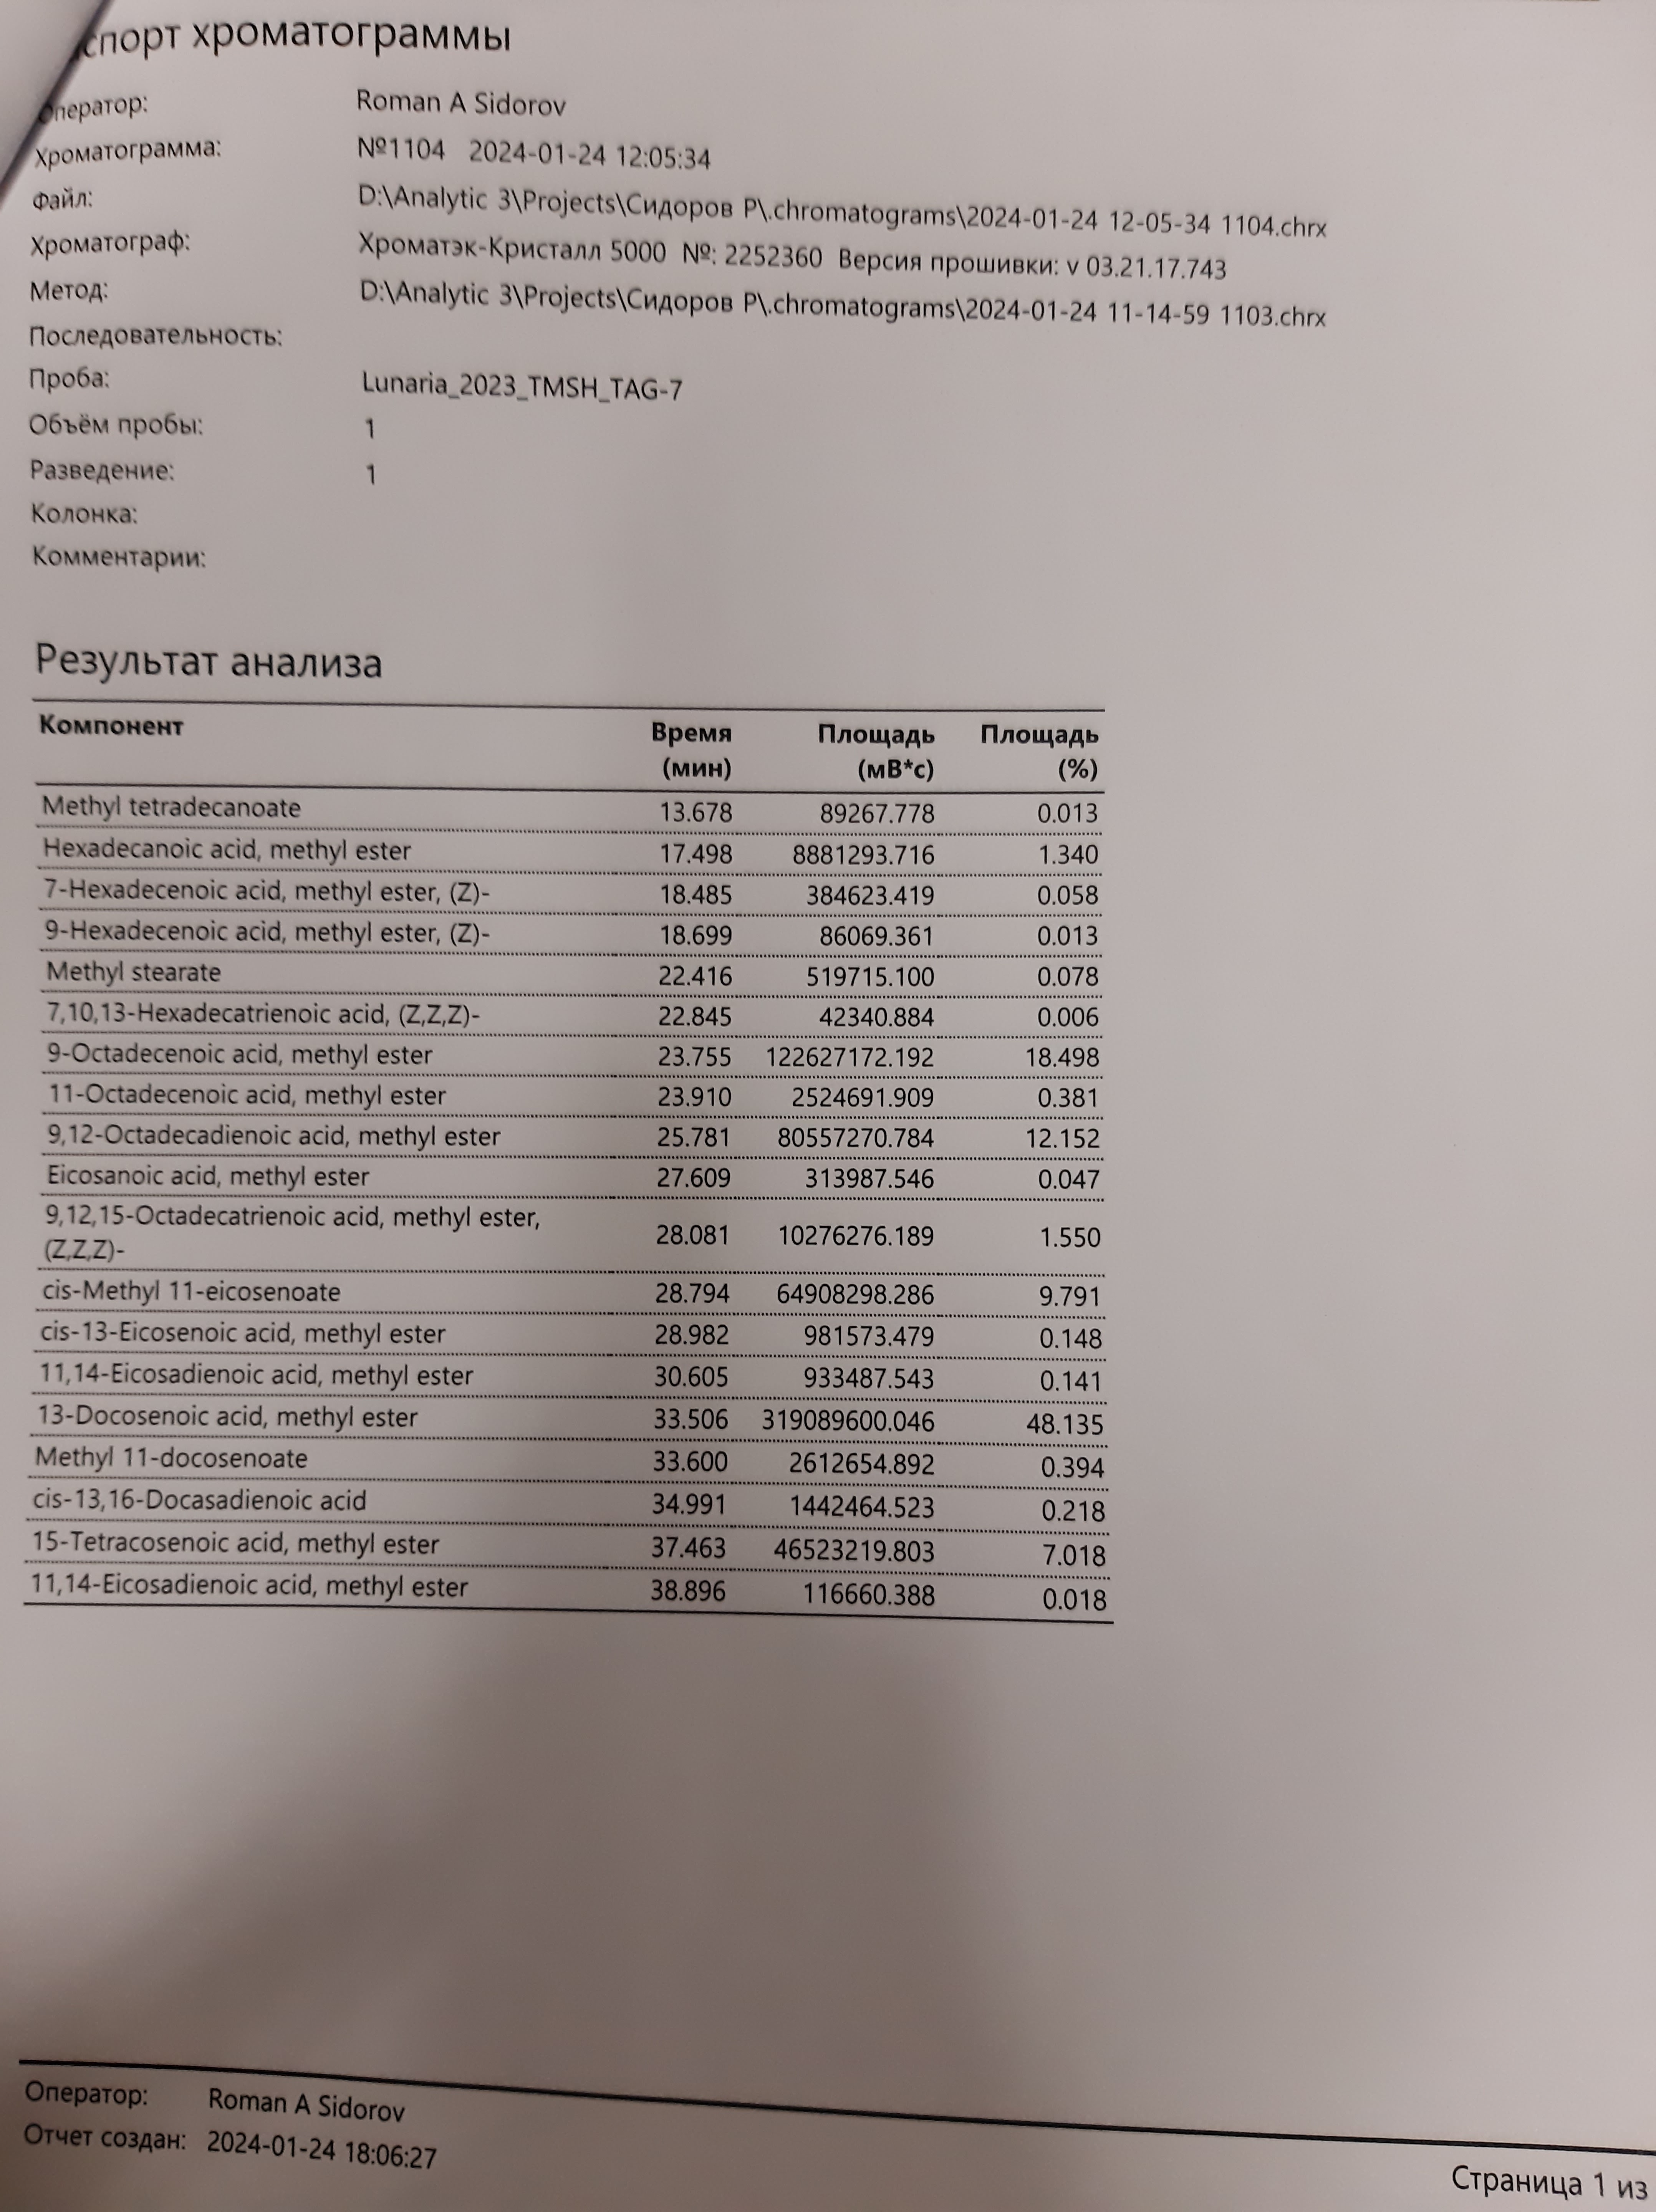 спорт хроматограммы
Оператор: Roman A Sidorov
Хроматограмма: №1104 2024-01-24 12:05:34
Файл: D:\Analytic 3\Projects\Сидоров Р\.chromatograms\2024-01-24 12-05-34 1104.chrx
Хроматограф: Хроматэк-Кристалл 5000 №: 2252360 Версия прошивки: v 03.21.17.743
Метод: D:\Analytic 3\Projects\Сидоров Р\.chromatograms\2024-01-24 11-14-59 1103.chrx
Последовательность:
Проба: Lunaria_2023_TMSH_TAG-7
Объём пробы: 1
Разведение: 1
Колонка:
Комментарии:
Результат анализа
Компонент Время Площадь Площадь
(мин) (мВ*с) (%)
Methyl tetradecanoate 13.678 89267.778 0.013
Hexadecanoic acid, methyl ester 17.498 8881293.716 1.340
7-Hexadecenoic acid, methyl ester, (Z)- 18.485 384623.419 0.058
9-Hexadecenoic acid, methyl ester, (Z)- 18.699 86069.361 0.013
Methyl stearate 22.416 519715.100 0.078
7,10,13-Hexadecatrienoic acid, (Z,Z,Z)- 22.845 42340.884 0.006
9-Octadecenoic acid, methyl ester 23.755 122627172.192 18.498
11-Octadecenoic acid, methyl ester 23.910 2524691.909 0.381
9,12-Octadecadienoic acid, methyl ester 25.781 80557270.784 12.152
Eicosanoic acid, methyl ester 27.609 313987.546 0.047
9,12,15-Octadecatrienoic acid, methyl ester,
(Z,Z,Z)- 28.081 10276276.189 1.550
cis-Methyl 11-eicosenoate 28.794 64908298.286 9.791
cis-13-Eicosenoic acid, methyl ester 28.982 981573.479 0.148
11,14-Eicosadienoic acid, methyl ester 30.605 933487.543 0.141
13-Docosenoic acid, methyl ester 33.506 319089600.046 48.135
Methyl 11-docosenoate 33.600 2612654.892 0.394
cis-13,16-Docasadienoic acid 34.991 1442464.523 0.218
15-Tetracosenoic acid, methyl ester 37.463 46523219.803 7.018
11,14-Eicosadienoic acid, methyl ester 38.896 116660.388 0.018
Оператор: Roman A Sidorov
Отчет создан: 2024-01-24 18:06:27
Страница 1 из